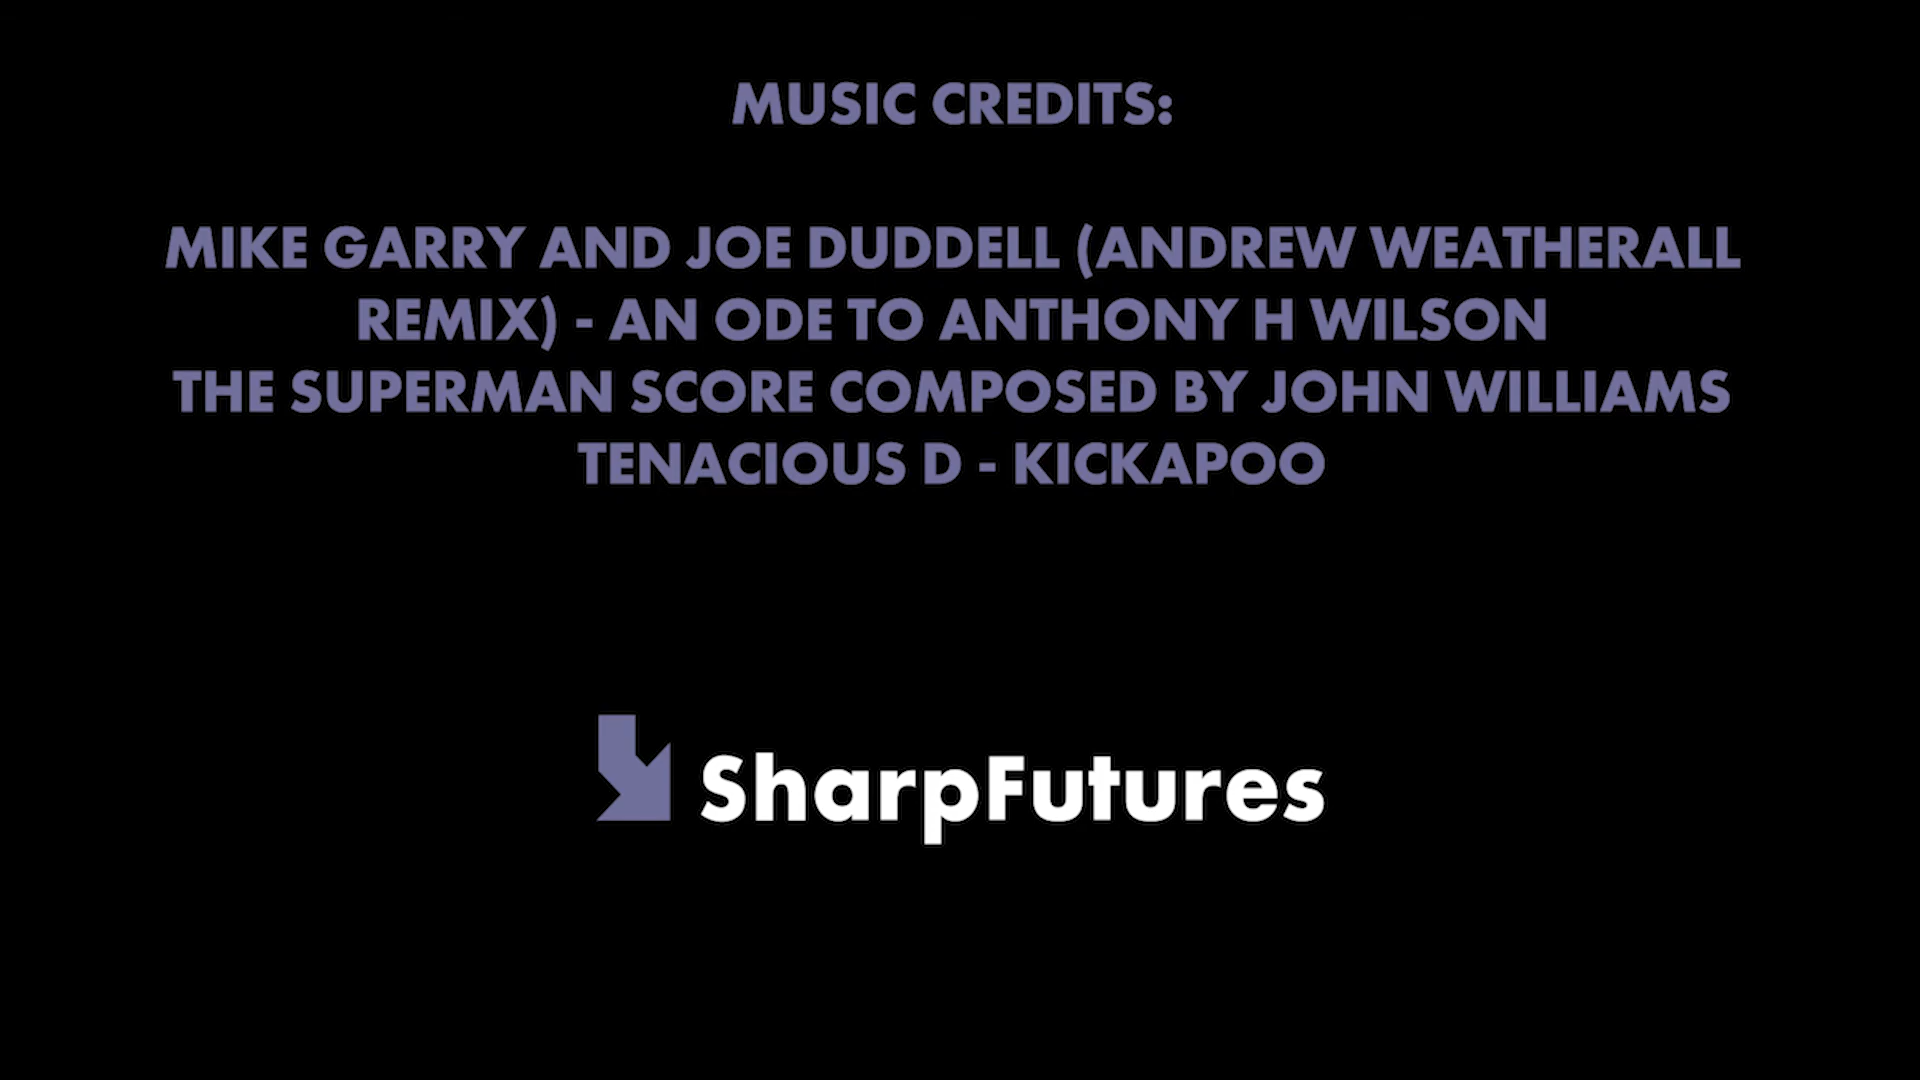 MUSIC CREDITS:
MIKE GARRY AND JOE DUDDELL (ANDREW WEATHERALL
REMIX) - AN ODE TO ANTHONY H WILSON
THE SUPERMAN SCORE COMPOSED BY JOHN WILLIAMS
TENACIOUS D - KICKAPOO
SharpFutures